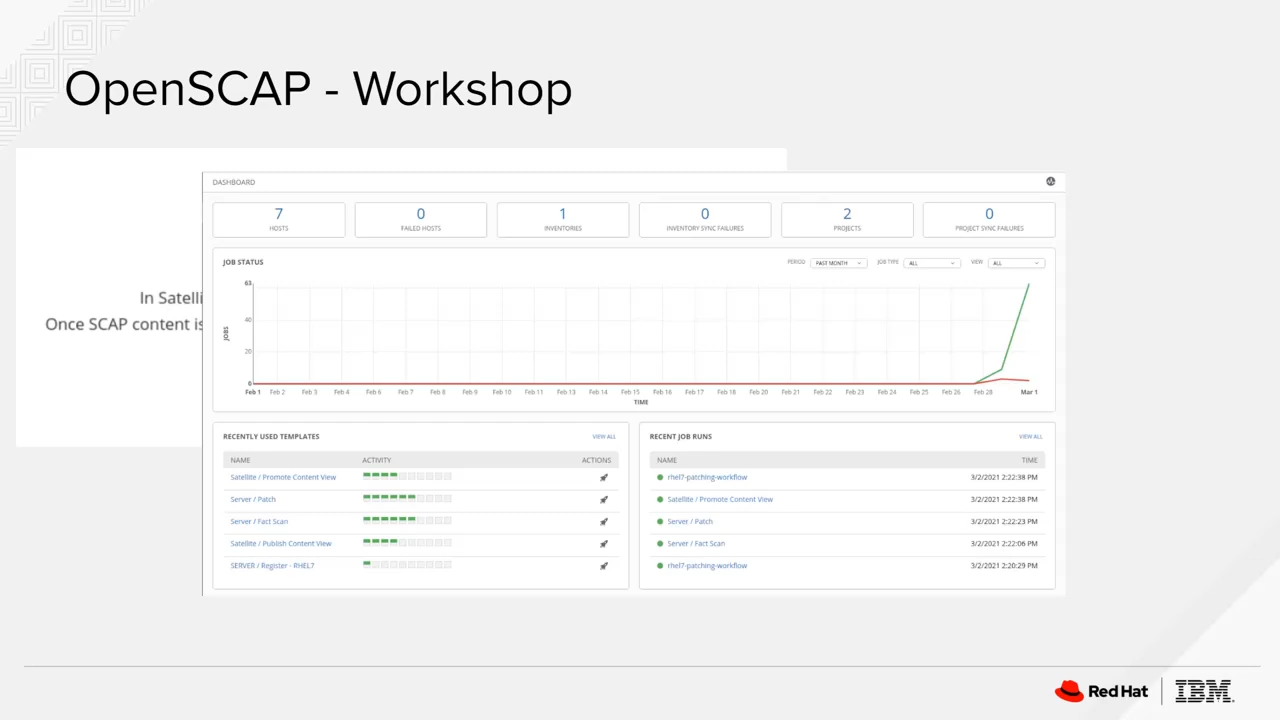 OpenSCAP - Workshop
In Satelli
Once SCAP content is
DASHBOARD
7 0 1 0 2 0
HOSTS FAILED HOSTS INVENTORIES INVENTORY SYNC FAILURES PROJECTS PROJECT SYNC FAILURES
JOB STATUS PERIOD PAST MONTH JOB TYPE ALL VIEW ALL
63
40
20
0
JOBS
Feb 1 Feb 2 Feb 3 Feb 4 Feb 6 Feb 7 Feb 8 Feb 9 Feb 10 Feb 11 Feb 13 Feb 14 Feb 15 Feb 16 Feb 17 Feb 18 Feb 20 Feb 21 Feb 22 Feb 23 Feb 24 Feb 25 Feb 26 Feb 28 Mar 1
TIME
RECENTLY USED TEMPLATES VIEW ALL
NAME ACTIVITY ACTIONS
Satellite / Promote Content View
Server / Patch
Server / Fact Scan
Satellite / Publish Content View
SERVER / Register - RHEL7
RECENT JOB RUNS VIEW ALL
NAME TIME
rhel7-patching-workflow 3/2/2021 2:22:38 PM
Satellite / Promote Content View 3/2/2021 2:22:38 PM
Server / Patch 3/2/2021 2:22:23 PM
Server / Fact Scan 3/2/2021 2:22:06 PM
rhel7-patching-workflow 3/2/2021 2:20:29 PM
Red Hat IBM